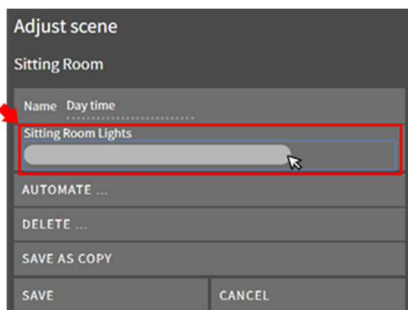 Adjust scene
Sitting Room
Name Day time
Sitting Room Lights
AUTOMATE ...
DELETE ...
SAVE AS COPY
SAVE CANCEL